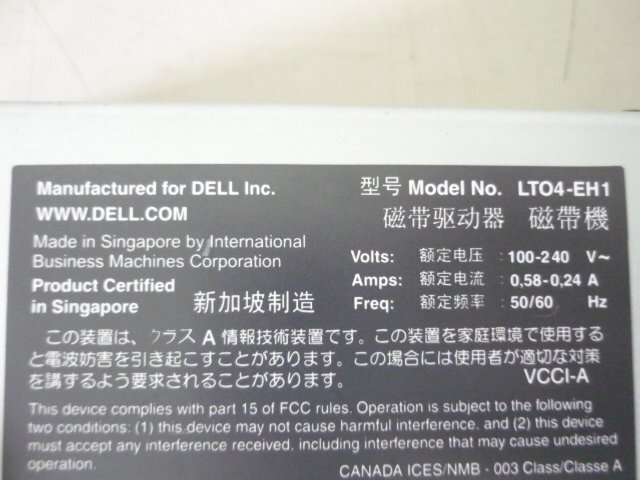 Manufactured for DELL Inc.
WWW.DELL.COM
Made in Singapore by International
Business Machines Corporation
Product Certified
in Singapore 新加坡制造
型号 Model No. LTO4-EH1
磁带驱动器 磁帶機
Volts: 额定电压 : 100-240 V~
Amps: 额定电流 : 0,58-0,24 A
Freq: 额定频率 : 50/60 Hz
この装置は、クラス A 情報技術装置です。この装置を家庭環境で使用する
と電波妨害を引き起こすことがあります。この場合には使用者が適切な対策
を講ずるよう要求されることがあります。 VCCI-A
This device complies with part 15 of FCC rules. Operation is subject to the following
two conditions: (1) this device may not cause harmful interference, and (2) this device
must accept any interference received, including interference that may cause undesired
operation.
CANADA ICES/NMB - 003 Class/Classe A